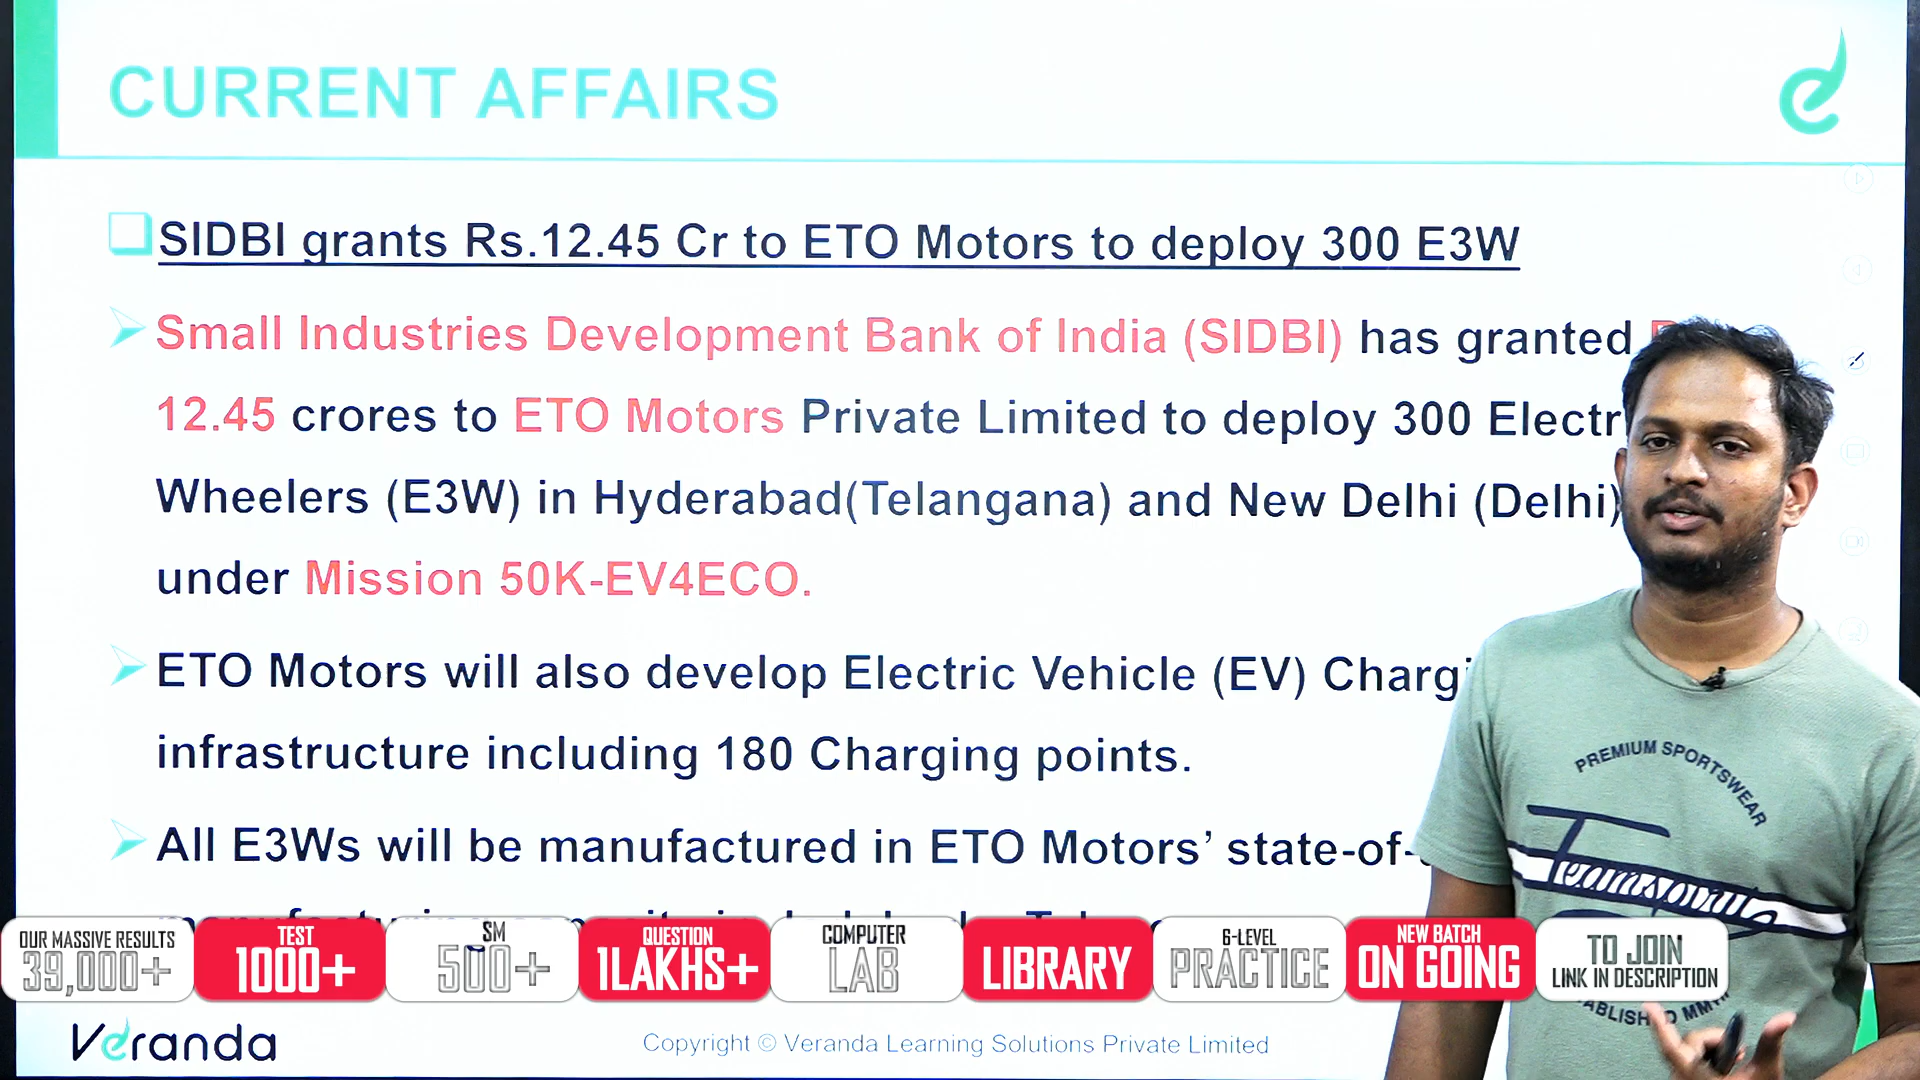 CURRENT AFFAIRS
SIDBI grants Rs.12.45 Cr to ETO Motors to deploy 300 E3W
Small Industries Development Bank of India (SIDBI) has granted
12.45 crores to ETO Motors Private Limited to deploy 300 Electr
Wheelers (E3W) in Hyderabad(Telangana) and New Delhi (Delhi)
under Mission 50K-EV4ECO.
ETO Motors will also develop Electric Vehicle (EV) Chargi
infrastructure including 180 Charging points.
All E3Ws will be manufactured in ETO Motors' state-of-
PREMIUM SPORTSWEAR
OUR MASSIVE RESULTS
39,000+
TEST
1000+
SM
500+
QUESTION
1LAKHS+
COMPUTER
LAB
LIBRARY
6-LEVEL
PRACTICE
NEW BATCH
ON GOING
TO JOIN
LINK IN DESCRIPTION
Veranda
Copyright © Veranda Learning Solutions Private Limited